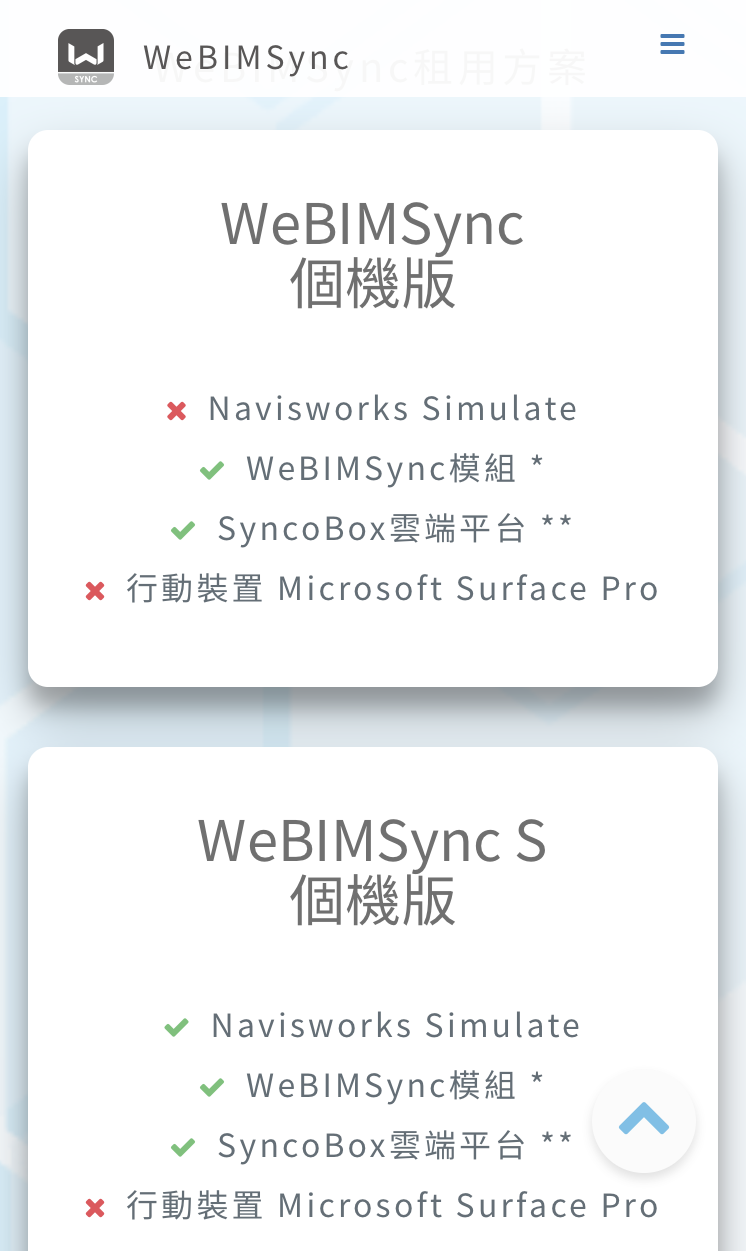 SYNC
WeBIMSync
WeBIMSync租用方案
WeBIMSync
個機版
Navisworks Simulate
WeBIMSync模組 *
SyncoBox雲端平台 **
行動裝置 Microsoft Surface Pro
WeBIMSync S
個機版
Navisworks Simulate
WeBIMSync模組 *
SyncoBox雲端平台 **
行動裝置 Microsoft Surface Pro